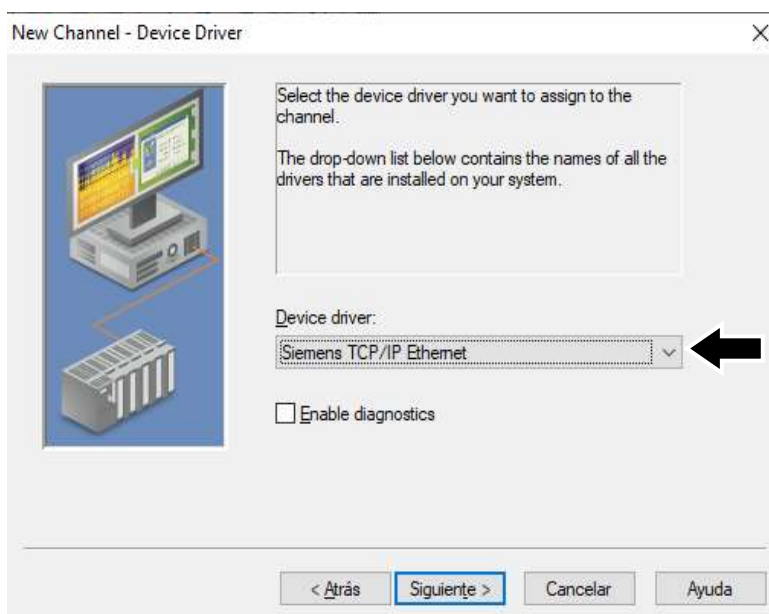 New Channel - Device Driver
Select the device driver you want to assign to the
channel.
The drop-down list below contains the names of all the
drivers that are installed on your system.
Device driver:
Siemens TCP/IP Ethernet
Enable diagnostics
< Atrás
Siguiente >
Cancelar
Ayuda